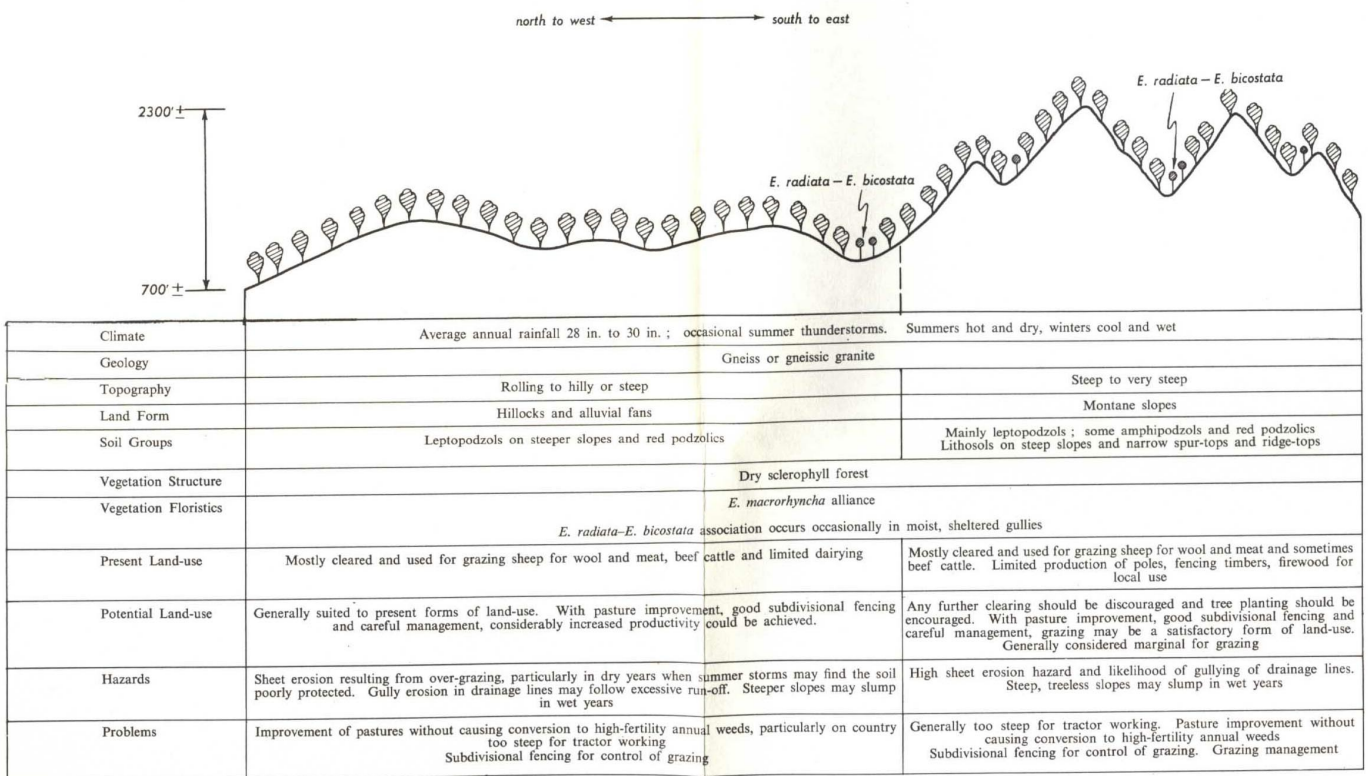 north to west south to east
E. radiata – E. bicostata
2300' ±
E. radiata – E. bicostata
700' ±
Climate
Average annual rainfall 28 in. to 30 in. ; occasional summer thunderstorms. Summers hot and dry, winters cool and wet
Geology
Gneiss or gneissic granite
Topography
Rolling to hilly or steep
Steep to very steep
Land Form
Hillocks and alluvial fans
Montane slopes
Soil Groups
Leptopodzols on steeper slopes and red podzolics
Mainly leptopodzols ; some amphipodzols and red podzolics
Lithosols on steep slopes and narrow spur-tops and ridge-tops
Vegetation Structure
Dry sclerophyll forest
Vegetation Floristics
E. macrorhyncha alliance
E. radiata–E. bicostata association occurs occasionally in moist, sheltered gullies
Present Land-use
Mostly cleared and used for grazing sheep for wool and meat, beef cattle and limited dairying
Mostly cleared and used for grazing sheep for wool and meat and sometimes
beef cattle. Limited production of poles, fencing timbers, firewood for
local use
Potential Land-use
Generally suited to present forms of land-use. With pasture improvement, good subdivisional fencing
and careful management, considerably increased productivity could be achieved.
Any further clearing should be discouraged and tree planting should be
encouraged. With pasture improvement, good subdivisional fencing and
careful management, grazing may be a satisfactory form of land-use.
Generally considered marginal for grazing
Hazards
Sheet erosion resulting from over-grazing, particularly in dry years when summer storms may find the soil
poorly protected. Gully erosion in drainage lines may follow excessive run-off. Steeper slopes may slump
in wet years
High sheet erosion hazard and likelihood of gullying of drainage lines.
Steep, treeless slopes may slump in wet years
Problems
Improvement of pastures without causing conversion to high-fertility annual weeds, particularly on country
too steep for tractor working
Subdivisional fencing for control of grazing
Generally too steep for tractor working. Pasture improvement without
causing conversion to high-fertility annual weeds
Subdivisional fencing for control of grazing. Grazing management